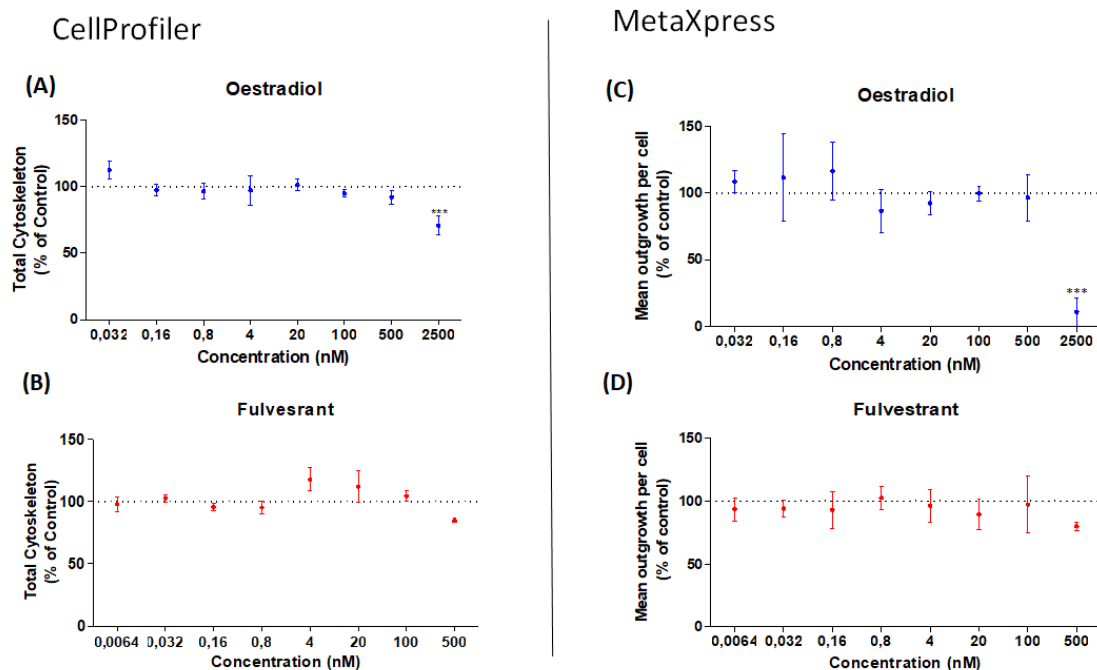 CellProfiler
(A)
Oestradiol
Total Cytoskeleton
(% of Control)
150
100
50
0
***
0,032 0,16 0,8 4 20 100 500 2500
Concentration (nM)
(B)
Fulvesrant
Total Cytoskeleton
(% of Control)
150
100
50
0
0,0064 0,032 0,16 0,8 4 20 100 500
Concentration (nM)
MetaXpress
(C)
Oestradiol
Mean outgrowth per cell
(% of control)
150
100
50
0
***
0,032 0,16 0,8 4 20 100 500 2500
Concentration (nM)
(D)
Fulvestrant
Mean outgrowth per cell
(% of control)
150
100
50
0
0,0064 0,032 0,16 0,8 4 20 100 500
Concentration (nM)